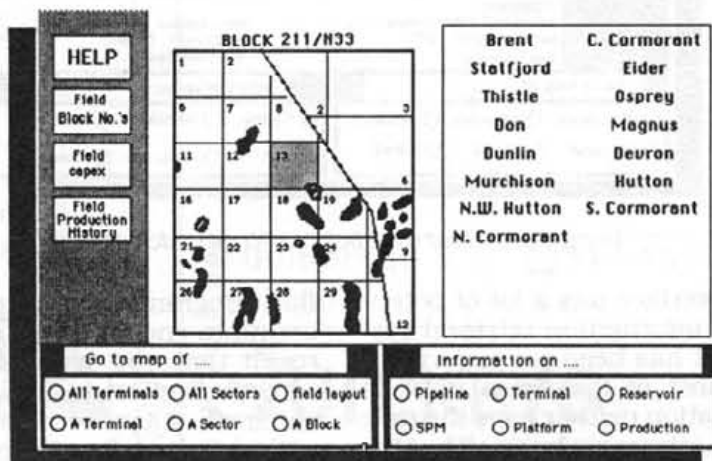 BLOCK 211/N33
HELP
Field
Block No.'s
Field
capex
Field
Production
History
1 2
6 7 8 2 3
11 12 13
6
16 17 18 19
21 22 23 24
9
26 27 28 29
12
Brent C. Cormorant
Statfjord Eider
Thistle Osprey
Don Magnus
Dunlin Devron
Murchison Hutton
N.W. Hutton S. Cormorant
N. Cormorant
Go to map of ....
All Terminals All Sectors field layout
A Terminal A Sector A Block
Information on ....
Pipeline Terminal Reservoir
SPM Platform Production